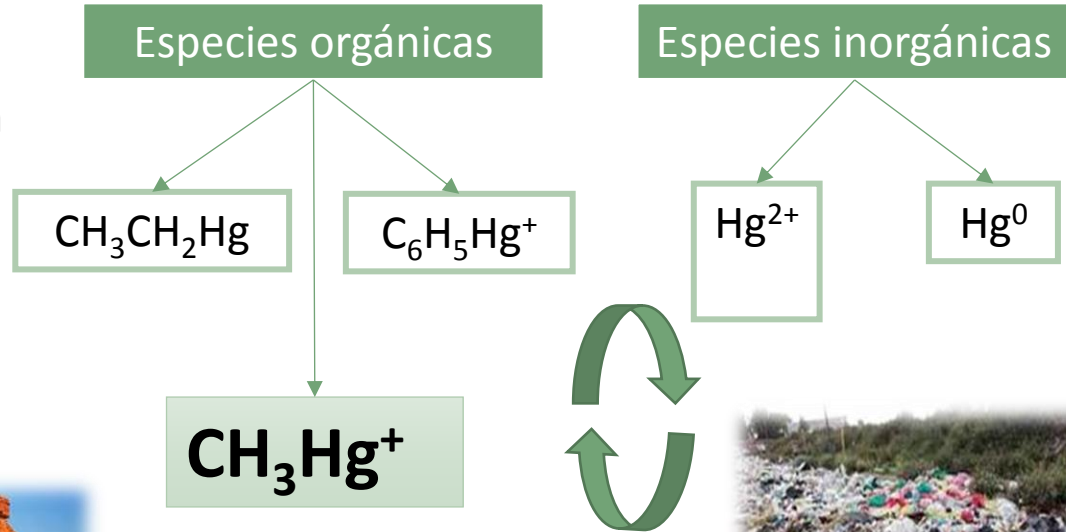 Especies orgánicas
Especies inorgánicas
CH₃CH₂Hg
C₆H₅Hg⁺
Hg²⁺
Hg⁰
CH₃Hg⁺